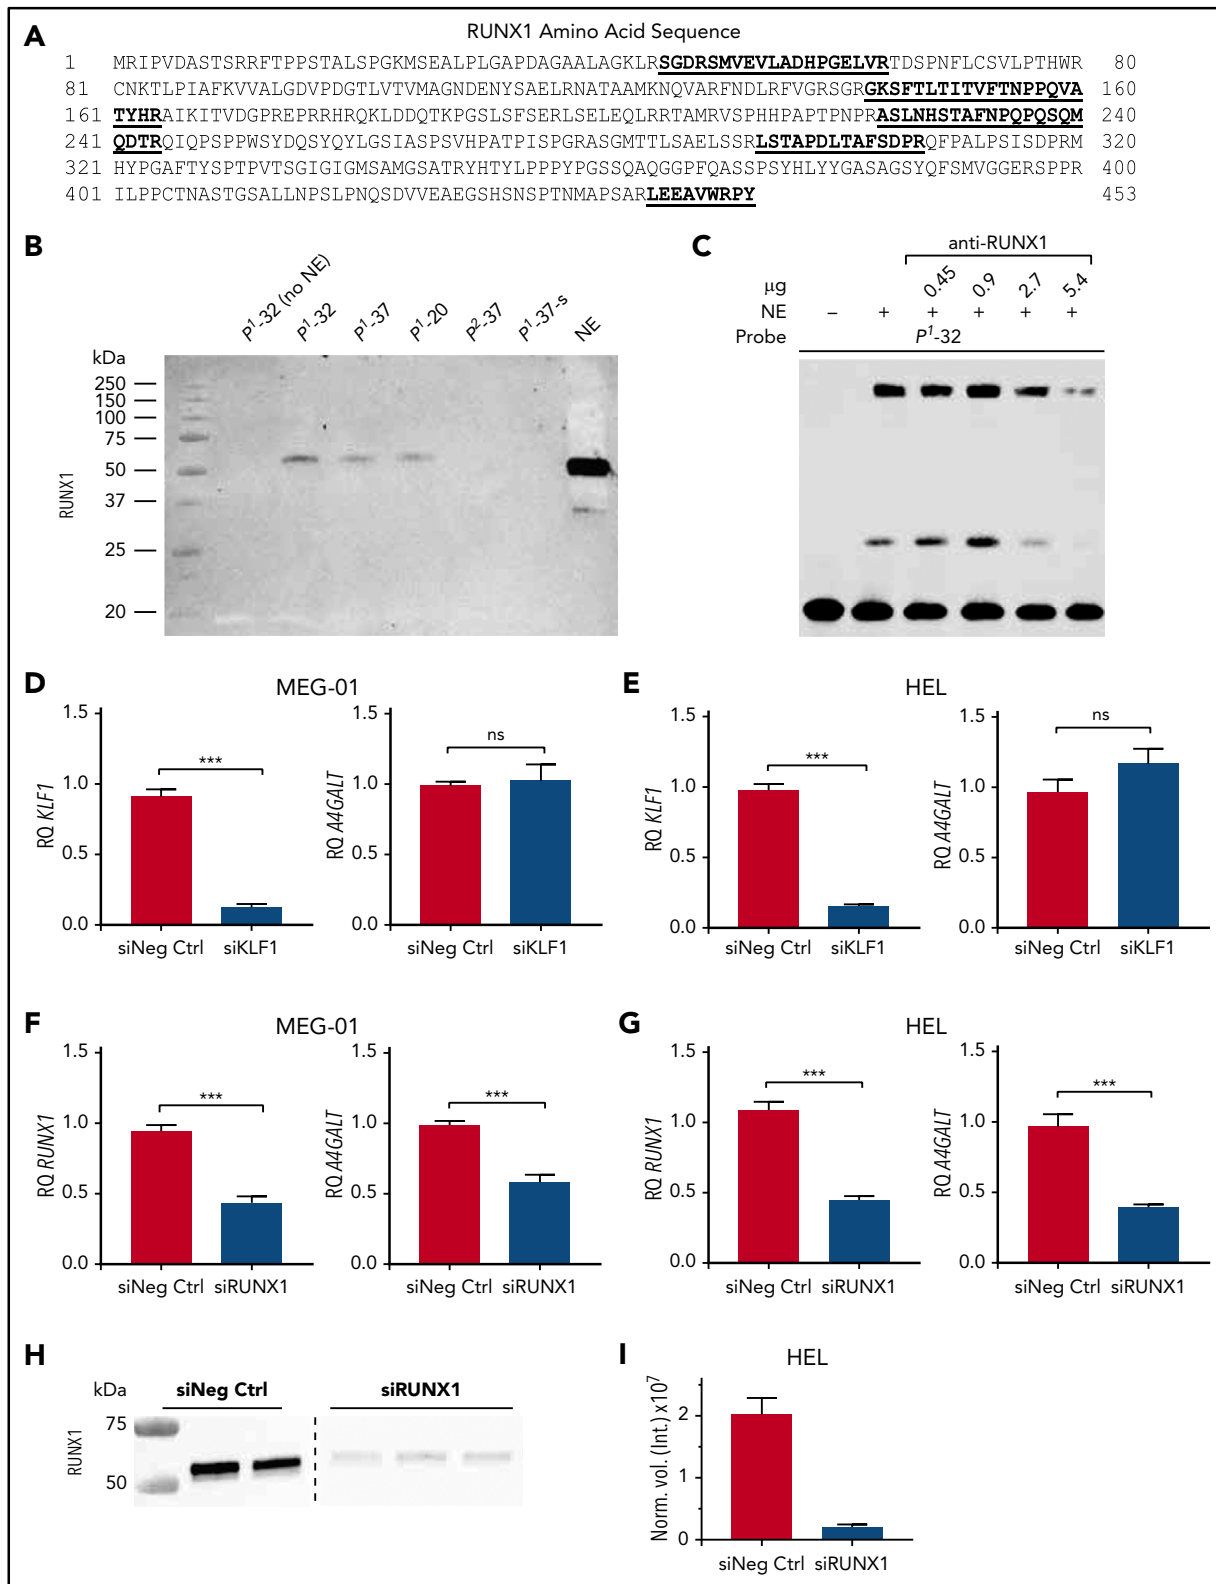 A
RUNX1 Amino Acid Sequence
1 MRIPVDASTSRRFTPPSTALSPGKMSEALPLGAPDAGAALAGKLRSGDRSMVEVLADHPGELVRTDSPNFLCSVLPTHWR 80
81 CNKTLPIAFKVVALGDVPDGTLVTVMAGNDENYSAELRNATAAMKNQVARFNDLRFVGRSGRGKSFTLTITVFTNPPQVA 160
161 TYHRAIKITVDGPREPRRHRQKLDDQTKPGSLSFSERLSELEQLRRTAMRVSPHHPAPTPNPRASLNHSTAFNPQPQSQM 240
241 QDTRQIQPSPPWSYDQSYQYLGSIASPSVHPATPISPGRASGMTTLSAELSSRLSTAPDLTAFSDPRQFPALPSISDPRM 320
321 HYPGAFTYSPTPVTSGIGIGMSAMGSATRYHTYLPPPYPGSSQAQGGPFQASSPSYHLYYGASAGSYQFSMVGGERSPPR 400
401 ILPPCTNASTGSALLNPSLPNQSDVVEAEGSHSNSPTNMAPSARLEEAVWRPY 453
B
P1-32 (no NE)
P1-32
P1-37
P1-20
P2-37
P1-37-s
NE
kDa
250
150
100
75
50
37
25
20
RUNX1
C
anti-RUNX1
μg 0.45 0.9 2.7 5.4
NE – + + + + +
Probe P1-32
D
MEG-01
RQ KLF1
1.5
1.0
0.5
0.0
***
siNeg Ctrl siKLF1
RQ A4GALT
1.5
1.0
0.5
0.0
ns
siNeg Ctrl siKLF1
E
HEL
RQ KLF1
1.5
1.0
0.5
0.0
***
siNeg Ctrl siKLF1
RQ A4GALT
1.5
1.0
0.5
0.0
ns
siNeg Ctrl siKLF1
F
MEG-01
RQ RUNX1
1.5
1.0
0.5
0.0
***
siNeg Ctrl siRUNX1
RQ A4GALT
1.5
1.0
0.5
0.0
***
siNeg Ctrl siRUNX1
G
HEL
RQ RUNX1
1.5
1.0
0.5
0.0
***
siNeg Ctrl siRUNX1
RQ A4GALT
1.5
1.0
0.5
0.0
***
siNeg Ctrl siRUNX1
H
kDa siNeg Ctrl siRUNX1
75
50
RUNX1
I
HEL
Norm. vol. (Int.) x10⁷
2
1
0
siNeg Ctrl siRUNX1